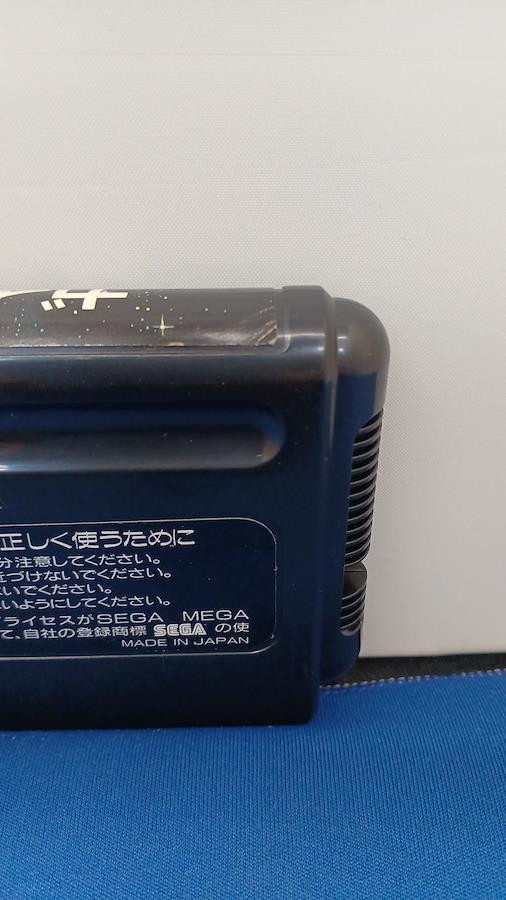 正しく使うために
分注意してください。
づけないでください。
いでください。
いようにしてください。
ライセスがSEGA MEGA
て、自社の登録商標 SEGA の使
MADE IN JAPAN